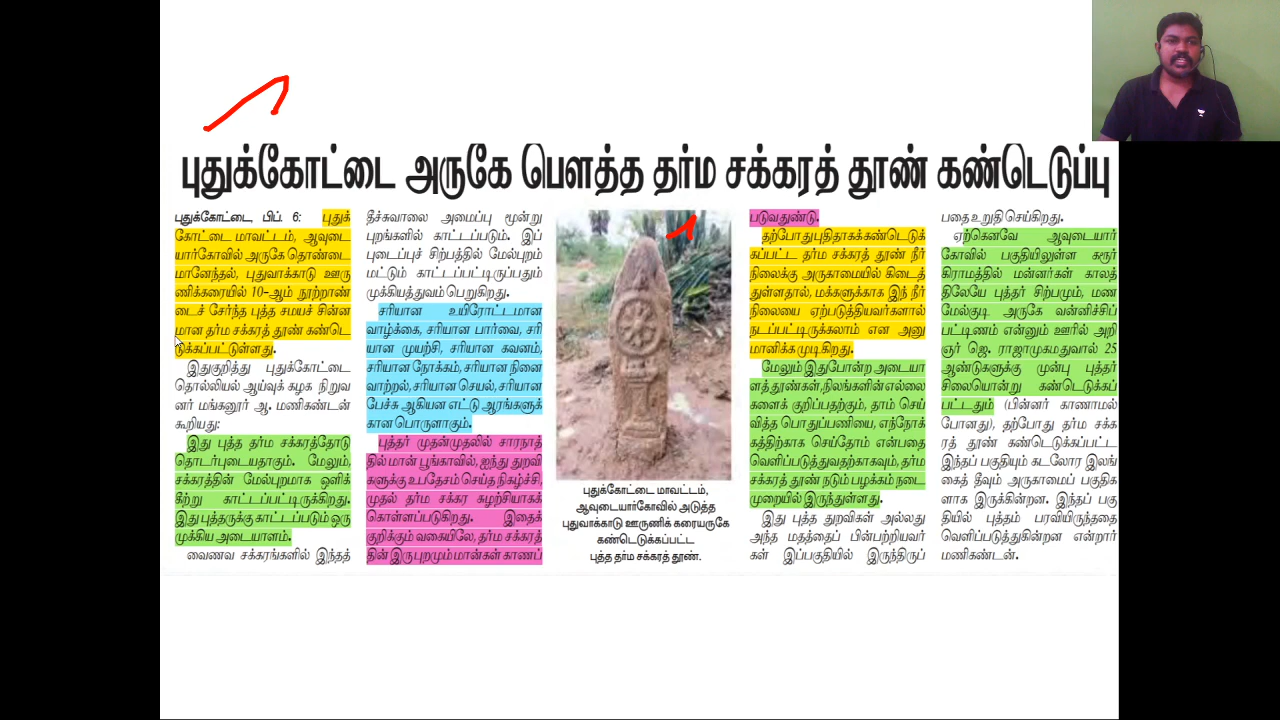 புதுக்கோட்டை அருகே பௌத்த தர்ம சக்கரத் தூண் கண்டெடுப்பு
புதுக்கோட்டை, பிப். 6: புதுக்
கோட்டை மாவட்டம், ஆவுடை
யார்கோவில் அருகே தொண்டை
மானேந்தல், புதுவாக்காடு ஊரு
ணிக்கரையில் 10-ஆம் நூற்றாண்
டைச் சேர்ந்த புத்த சமயச் சின்ன
மான தர்ம சக்கரத் தூண் கண்டெ
டுக்கப்பட்டுள்ளது.
இதுகுறித்து புதுக்கோட்டை
தொல்லியல் ஆய்வுக் கழக நிறுவ
னர் மங்கனூர் ஆ. மணிகண்டன்
கூறியது:
இது புத்த தர்ம சக்கரத்தோடு
தொடர்புடையதாகும். மேலும்,
சக்கரத்தின் மேல்புறமாக ஒளிக்
கீற்று காட்டப்பட்டிருக்கிறது.
இது புத்தருக்கு காட்டப்படும் ஒரு
முக்கிய அடையாளம்.
வைணவ சக்கரங்களில் இந்தத்
தீச்சுவாலை அமைப்பு மூன்று
புறங்களில் காட்டப்படும். இப்
புடைப்புச் சிற்பத்தில் மேல்புறம்
மட்டும் காட்டப்பட்டிருப்பதும்
முக்கியத்துவம் பெறுகிறது.
சரியான உயிரோட்டமான
வாழ்க்கை, சரியான பார்வை, சரி
யான முயற்சி, சரியான கவனம்,
சரியான நோக்கம், சரியான நினை
வாற்றல், சரியான செயல், சரியான
பேச்சு ஆகியன எட்டு ஆரங்களுக்
கான பொருளாகும்.
புத்தர் முதன்முதலில் சாரநாத்
தில் மான் பூங்காவில், ஐந்து துறவி
களுக்கு உபதேசம் செய்த நிகழ்ச்சி,
முதல் தர்ம சக்கர சுழற்சியாகக்
கொள்ளப்படுகிறது. இதைக்
குறிக்கும் வகையிலே, தர்ம சக்கரத்
தின் இரு புறமும் மான்கள் காணப்
புதுக்கோட்டை மாவட்டம்,
ஆவுடையார்கோவில் அடுத்த
புதுவாக்காடு ஊருணிக் கரையருகே
கண்டெடுக்கப்பட்ட
புத்த தர்ம சக்கரத் தூண்.
படுவதுண்டு.
தற்போது புதிதாகக் கண்டெடுக்
கப்பட்ட தர்ம சக்கரத் தூண் நீர்
நிலைக்கு அருகாமையில் கிடைத்
துள்ளதால், மக்களுக்காக இந் நீர்
நிலையை ஏற்படுத்தியவர்களால்
நடப்பட்டிருக்கலாம் என அனு
மானிக்க முடிகிறது.
மேலும் இதுபோன்ற அடையா
ளத் தூண்கள், நிலங்களின் எல்லை
களைக் குறிப்பதற்கும், தாம் செய்
வித்த பொதுப்பணியை, எந்நோக்
கத்திற்காக செய்தோம் என்பதை
வெளிப்படுத்துவதற்காகவும், தர்ம
சக்கரத் தூண் நடும் பழக்கம் நடை
முறையில் இருந்துள்ளது.
இது புத்த துறவிகள் அல்லது
அந்த மதத்தைப் பின்பற்றியவர்
கள் இப்பகுதியில் இருந்திருப்
பதை உறுதி செய்கிறது.
ஏற்கெனவே ஆவுடையார்
கோவில் பகுதியிலுள்ள கரூர்
கிராமத்தில் மன்னர்கள் காலத்
திலேயே புத்தர் சிற்பமும், மண
மேல்குடி அருகே வன்னிச்சிப்
பட்டிணம் என்னும் ஊரில் அறி
ஞர் ஜெ. ராஜாமுகமதுவால் 25
ஆண்டுகளுக்கு முன்பு புத்தர்
சிலையொன்று கண்டெடுக்கப்
பட்டதும் (பின்னர் காணாமல்
போனது), தற்போது தர்ம சக்க
ரத் தூண் கண்டெடுக்கப்பட்ட
இந்தப் பகுதியும் கடலோர இலங்
கைத் தீவும் அருகாமைப் பகுதிக
ளாக இருக்கின்றன. இந்தப் பகு
தியில் புத்தம் பரவியிருந்ததை
வெளிப்படுத்துகின்றன என்றார்
மணிகண்டன்.